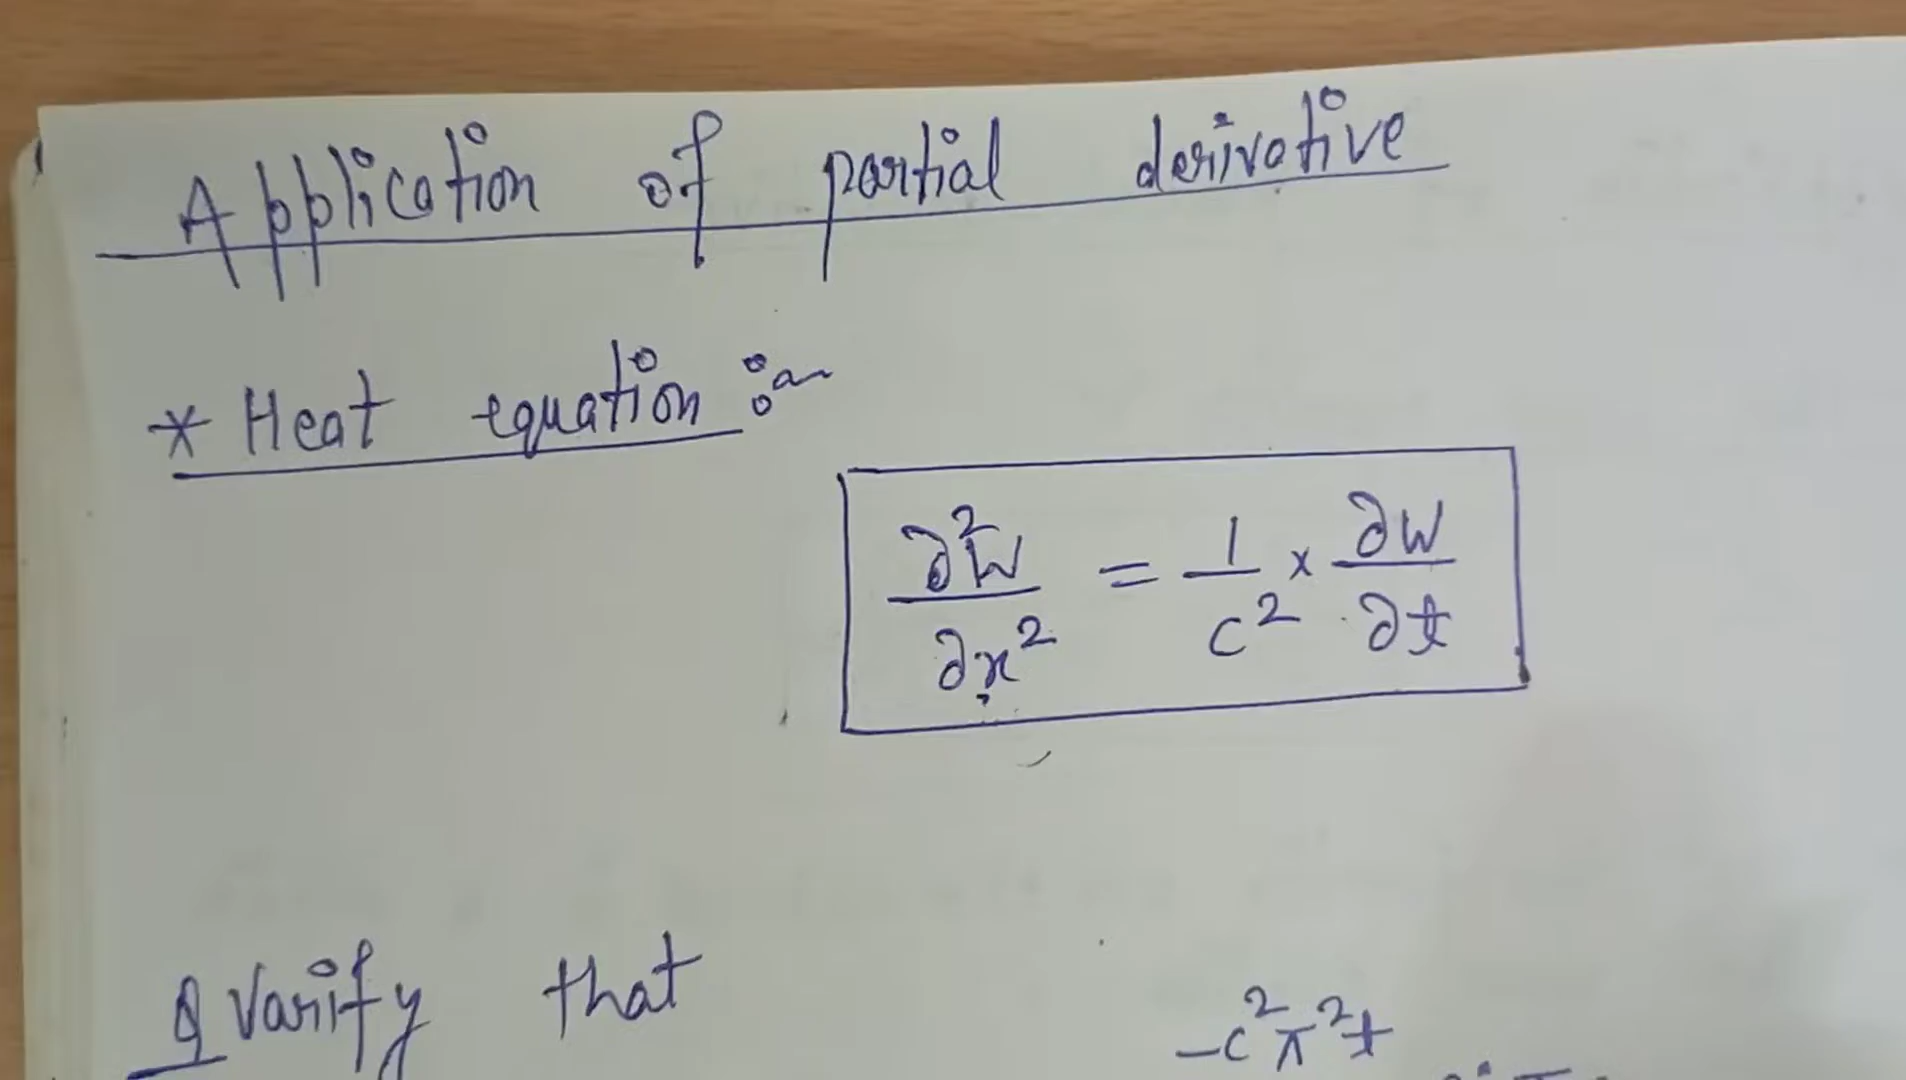 Application of partial derivative
* Heat equation :~
∂²W/∂x² = 1/c² × ∂W/∂t
Q Varify that
-c²π²t